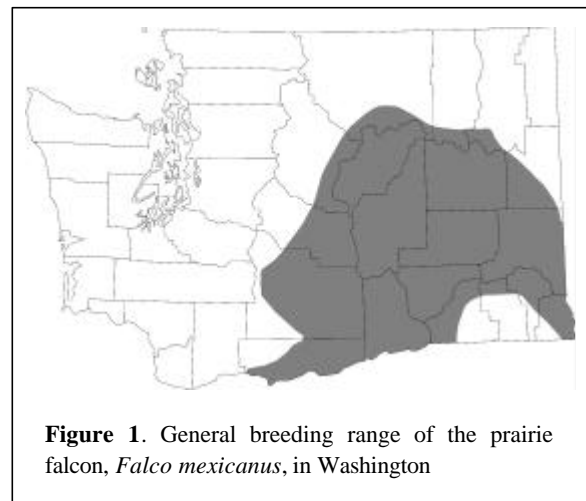 Figure 1. General breeding range of the prairie
falcon, Falco mexicanus, in Washington